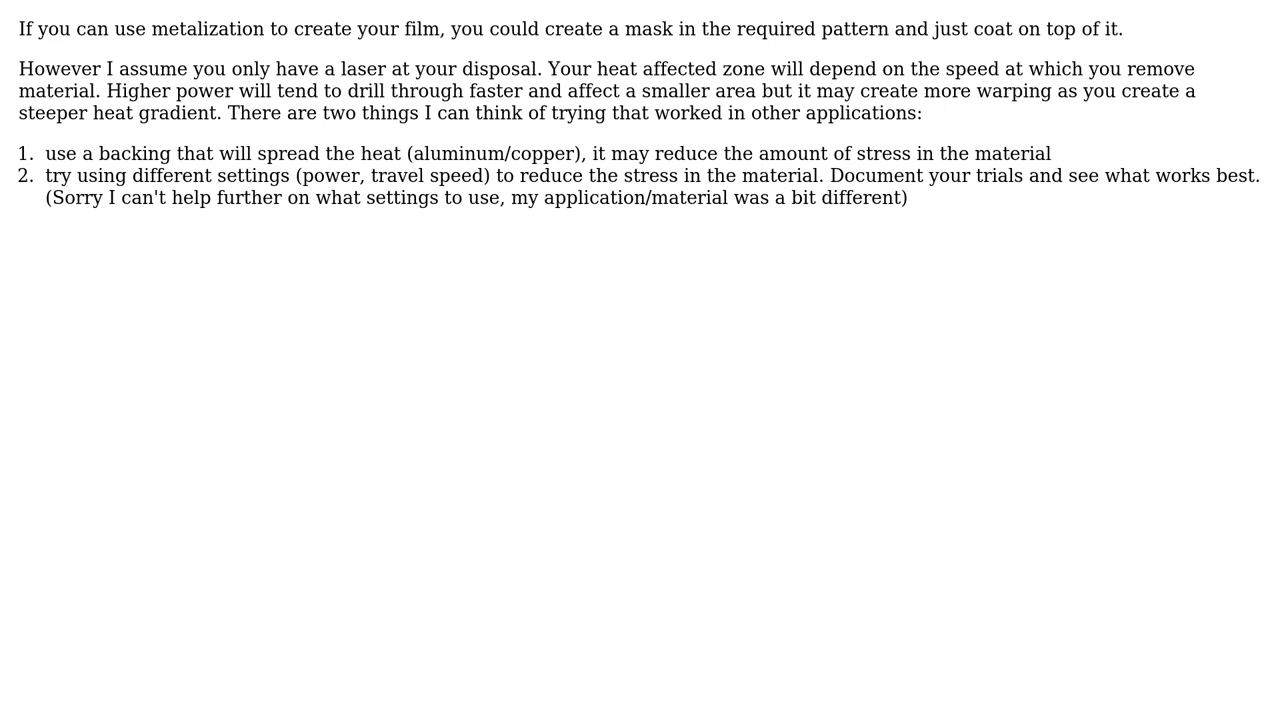 If you can use metalization to create your film, you could create a mask in the required pattern and just coat on top of it.
However I assume you only have a laser at your disposal. Your heat affected zone will depend on the speed at which you remove
material. Higher power will tend to drill through faster and affect a smaller area but it may create more warping as you create a
steeper heat gradient. There are two things I can think of trying that worked in other applications:
1. use a backing that will spread the heat (aluminum/copper), it may reduce the amount of stress in the material
2. try using different settings (power, travel speed) to reduce the stress in the material. Document your trials and see what works best.
(Sorry I can't help further on what settings to use, my application/material was a bit different)